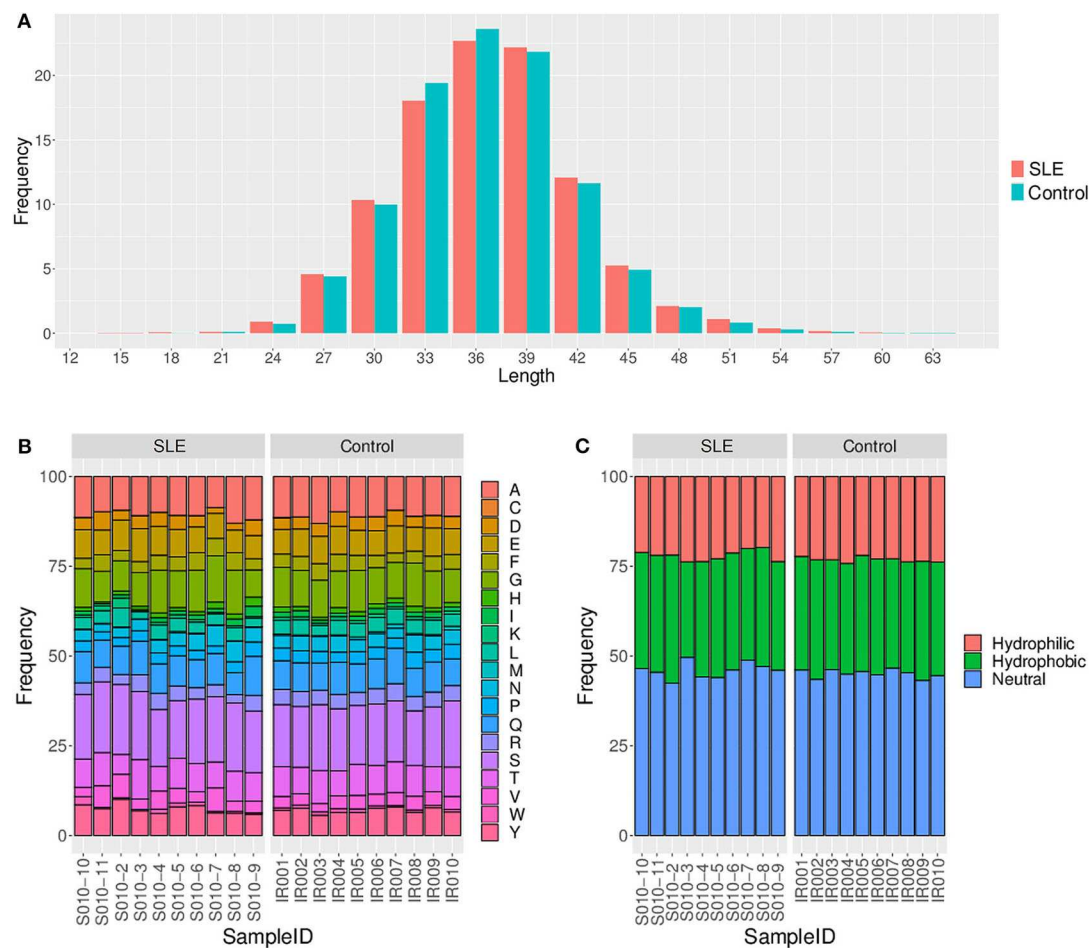 A
20
15
10
5
0
Frequency
12 15 18 21 24 27 30 33 36 39 42 45 48 51 54 57 60 63
Length
SLE
Control
B
SLE Control
100
75
50
25
0
Frequency
S010-10 S010-11 S010-2 S010-3 S010-4 S010-5 S010-6 S010-7 S010-8 S010-9 IR001 IR002 IR003 IR004 IR005 IR006 IR007 IR008 IR009 IR010
SampleID
A
C
D
E
F
G
H
I
K
L
M
N
P
Q
R
S
T
V
W
Y
C
SLE Control
100
75
50
25
0
Frequency
S010-10 S010-11 S010-2 S010-3 S010-4 S010-5 S010-6 S010-7 S010-8 S010-9 IR001 IR002 IR003 IR004 IR005 IR006 IR007 IR008 IR009 IR010
SampleID
Hydrophilic
Hydrophobic
Neutral